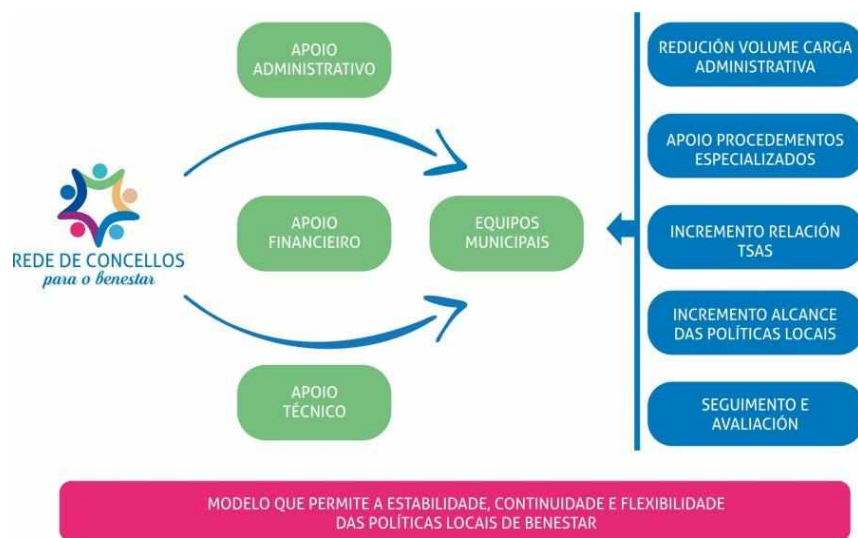 APOIO
ADMINISTRATIVO
REDE DE CONCELLOS
para o benestar
APOIO
FINANCIEIRO
EQUIPOS
MUNICIPAIS
APOIO
TÉCNICO
REDUCIÓN VOLUME CARGA
ADMINISTRATIVA
APOIO PROCEDEMENTOS
ESPECIALIZADOS
INCREMENTO RELACIÓN
TSAS
INCREMENTO ALCANCE
DAS POLÍTICAS LOCAIS
SEGUIMENTO E
AVALIACIÓN
MODELO QUE PERMITE A ESTABILIDADE, CONTINUIDADE E FLEXIBILIDADE
DAS POLÍTICAS LOCAIS DE BENESTAR